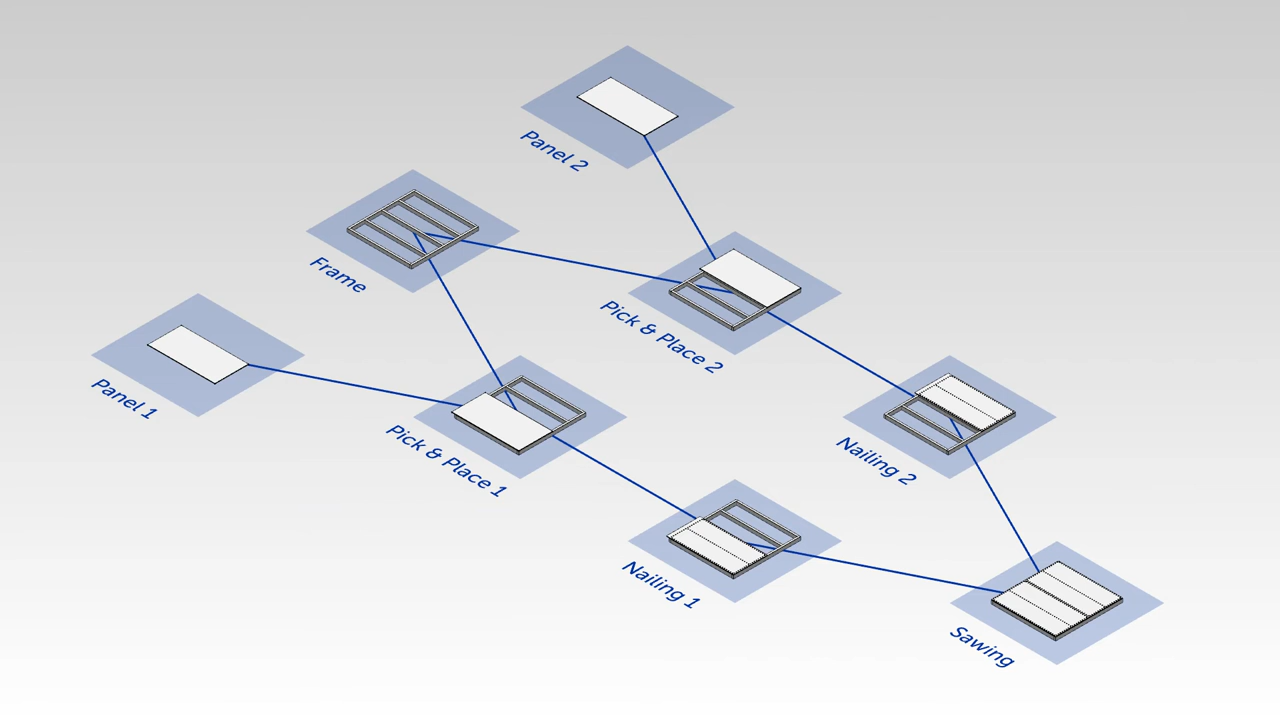 Panel 2
Frame
Pick & Place 2
Panel 1
Pick & Place 1
Nailing 2
Nailing 1
Sawing